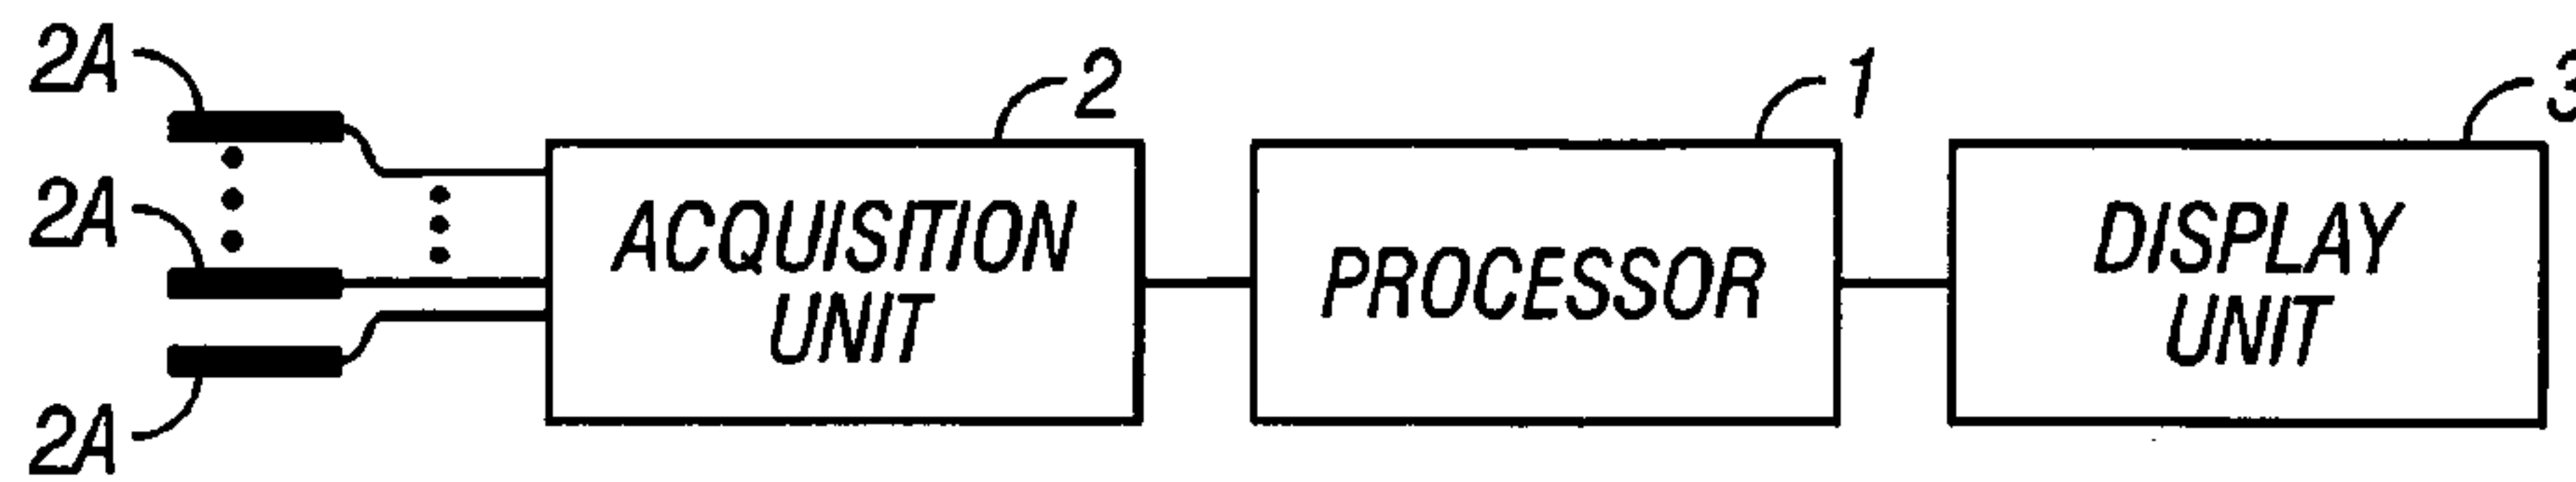 2A
2
1
3
2A
ACQUISITION
UNIT
PROCESSOR
DISPLAY
UNIT
2A